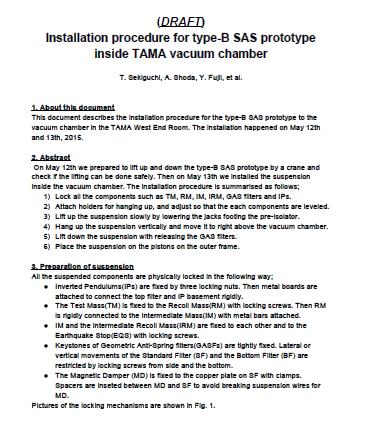 (DRAFT)
Installation procedure for type-B SAS prototype
inside TAMA vacuum chamber
T. Sekiguchi, A. Shoda, Y. Fujii, et al.
1. About this document
This document describes the installation procedure for the type-B SAS prototype to the
vacuum chamber in the TAMA West End Room. The installation happened on May 12th
and 13th, 2015.
2. Abstract
On May 12th we prepared to lift up and down the type-B SAS prototype by a crane and
check if the lifting can be done safely. Then on May 13th we installed the suspension
inside the vacuum chamber. The installation procedure is summarised as follows;
1) Lock all the components such as TM, RM, IM, IRM, GAS filters and IPs.
2) Attach holders for hanging up, and adjust so that the each components are leveled.
3) Lift up the suspension slowly by lowering the jacks footing the pre-isolator.
4) Hang up the suspension vertically and move it to right above the vacuum chamber.
5) Lift down the suspension with releasing the GAS filters.
6) Place the suspension on the pistons on the outer frame.
3. Preparation of suspension
All the suspended components are physically locked in the following way;
● Inverted Pendulums(IPs) are fixed by three locking nuts. Then metal boards are
attached to connect the top filter and IP basement rigidly.
● The Test Mass(TM) is fixed to the Recoil Mass(RM) with locking screws. Then RM
is rigidly connected to the Intermediate Mass(IM) with metal bars attached.
● IM and the Intermediate Recoil Mass(IRM) are fixed to each other and to the
Earthquake Stop(EQS) with locking screws.
● Keystones of Geometric Anti-Spring filters(GASFs) are tightly fixed. Lateral or
vertical movements of the Standard Filter (SF) and the Bottom Filter (BF) are
restricted by locking screws from side and the bottom.
● The Magnetic Damper (MD) is fixed to the copper plate on SF with clamps.
Spacers are inseted between MD and SF to avoid breaking suspension wires for
MD.
Pictures of the locking mechanisms are shown in Fig. 1.